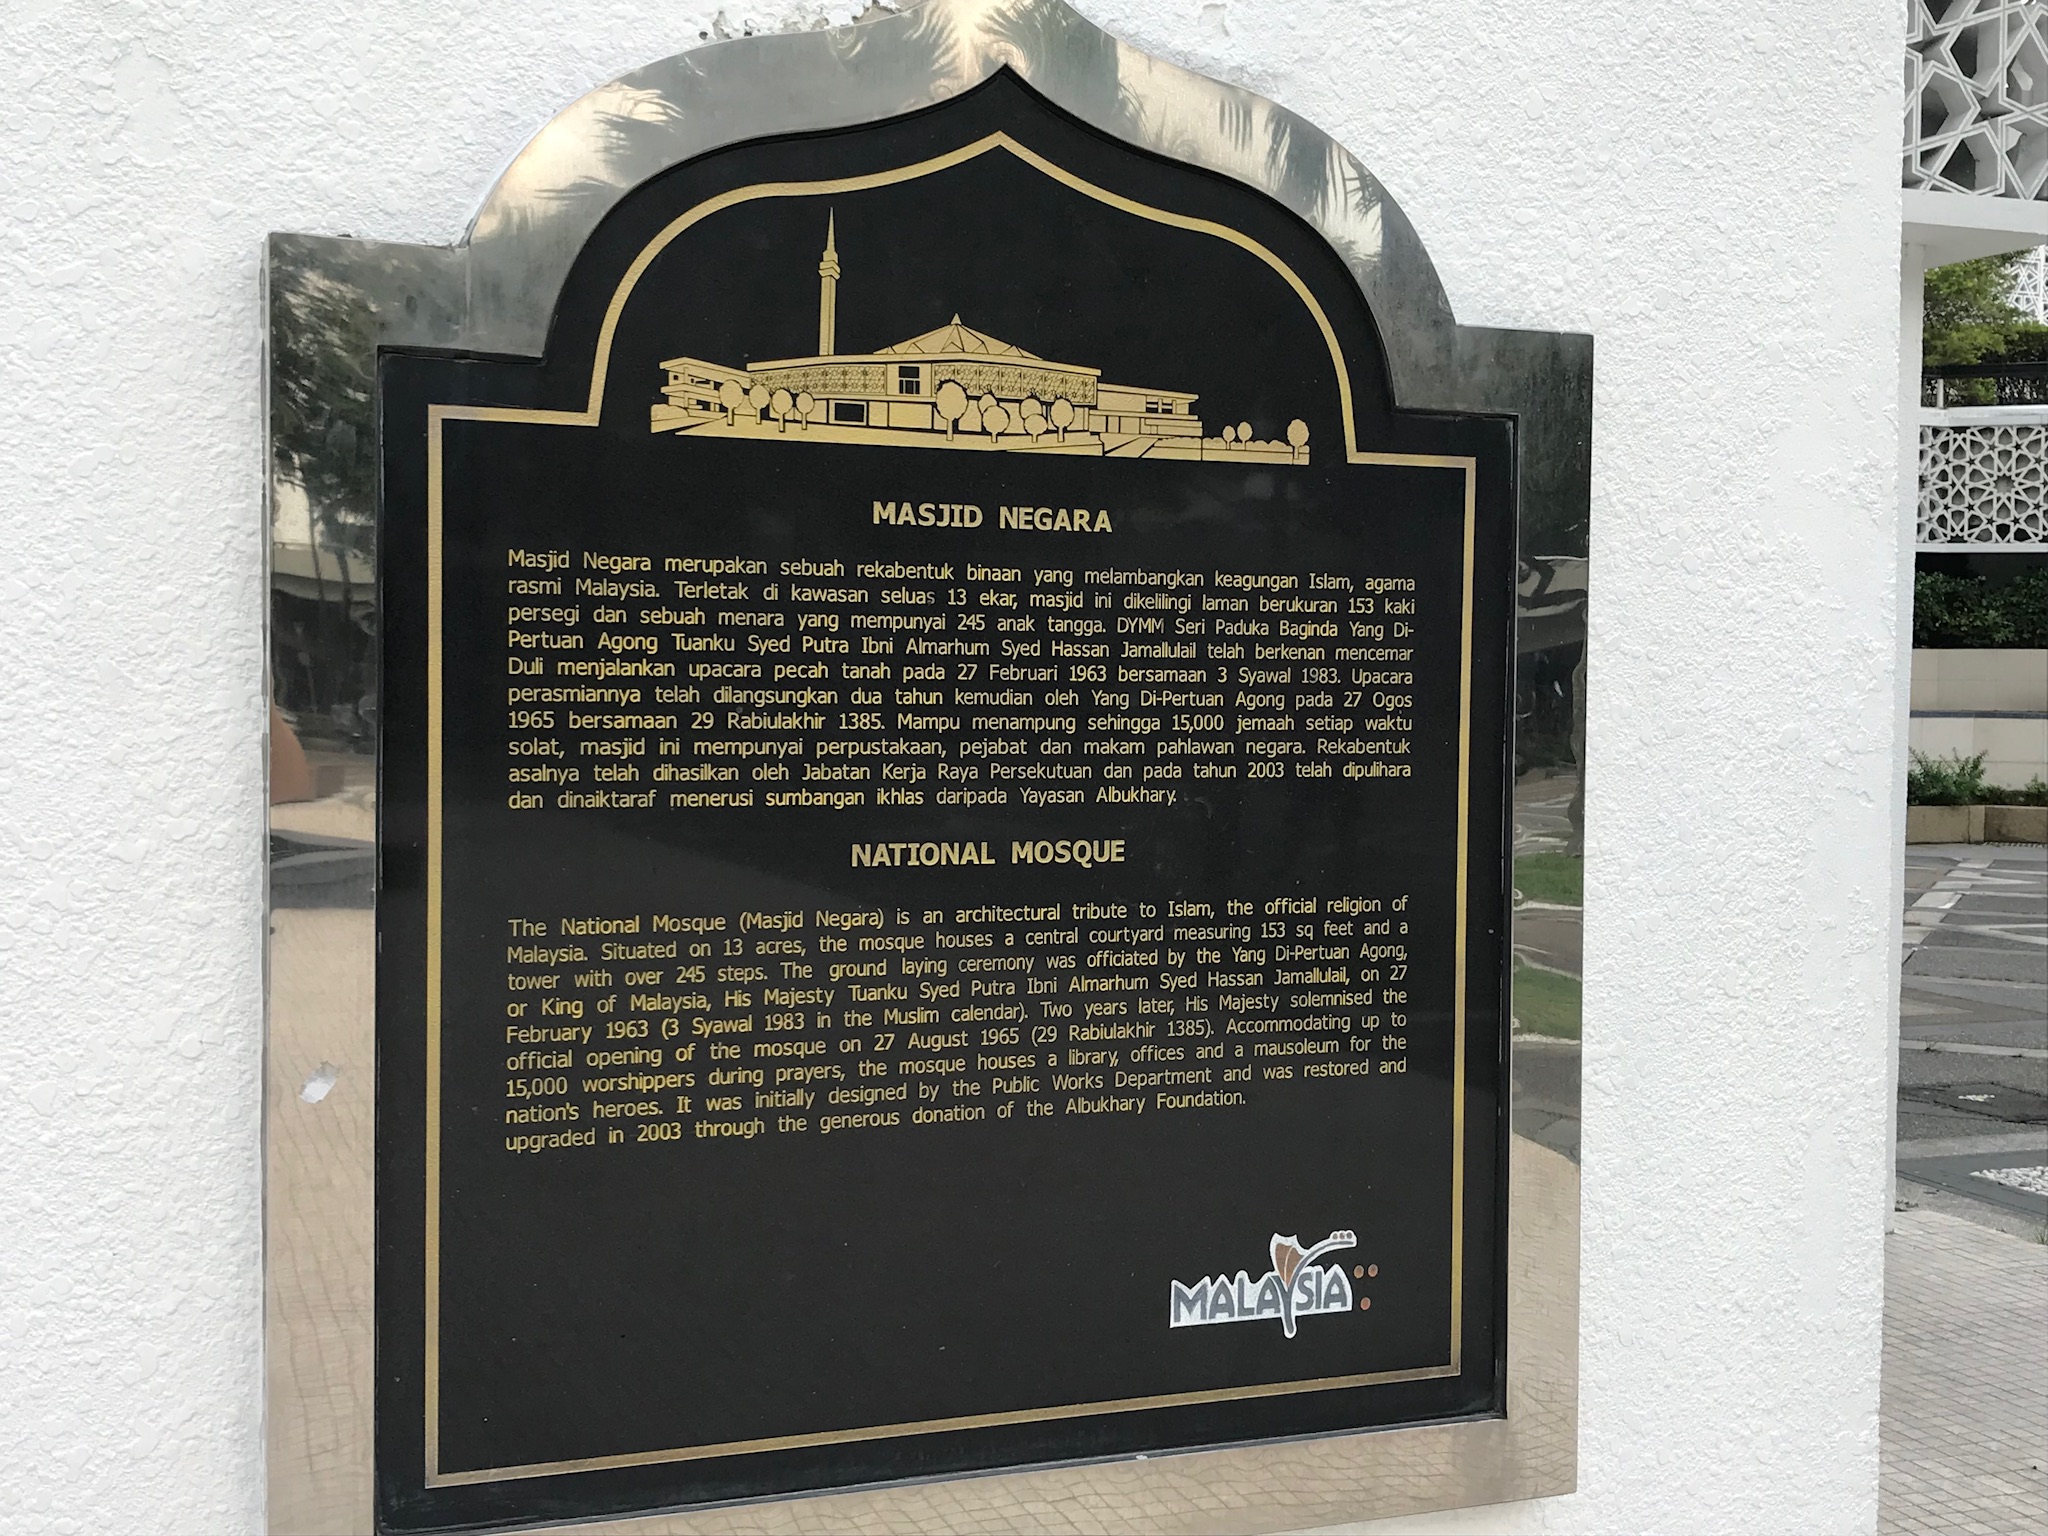 MASJID NEGARA
Masjid Negara merupakan sebuah rekabentuk binaan yang melambangkan keagungan Islam, agama
rasmi Malaysia. Terletak di kawasan seluas 13 ekar, masjid ini dikelilingi laman berukuran 153 kaki
persegi dan sebuah menara yang mempunyai 245 anak tangga. DYMM Seri Paduka Baginda Yang Di-
Pertuan Agong Tuanku Syed Putra Ibni Almarhum Syed Hassan Jamallulail telah berkenan mencemar
Duli menjalankan upacara pecah tanah pada 27 Februari 1963 bersamaan 3 Syawal 1983. Upacara
perasmiannya telah dilangsungkan dua tahun kemudian oleh Yang Di-Pertuan Agong pada 27 Ogos
1965 bersamaan 29 Rabiulakhir 1385. Mampu menampung sehingga 15,000 jemaah setiap waktu
solat, masjid ini mempunyai perpustakaan, pejabat dan makam pahlawan negara. Rekabentuk
asalnya telah dihasilkan oleh Jabatan Kerja Raya Persekutuan dan pada tahun 2003 telah dipulihara
dan dinaiktaraf menerusi sumbangan ikhlas daripada Yayasan Albukhary.
NATIONAL MOSQUE
The National Mosque (Masjid Negara) is an architectural tribute to Islam, the official religion of
Malaysia. Situated on 13 acres, the mosque houses a central courtyard measuring 153 sq feet and a
tower with over 245 steps. The ground laying ceremony was officiated by the Yang Di-Pertuan Agong,
or King of Malaysia, His Majesty Tuanku Syed Putra Ibni Almarhum Syed Hassan Jamallulail, on 27
February 1963 (3 Syawal 1983 in the Muslim calendar). Two years later, His Majesty solemnised the
official opening of the mosque on 27 August 1965 (29 Rabiulakhir 1385). Accommodating up to
15,000 worshippers during prayers, the mosque houses a library, offices and a mausoleum for the
nation's heroes. It was initially designed by the Public Works Department and was restored and
upgraded in 2003 through the generous donation of the Albukhary Foundation.
MALAYSIA